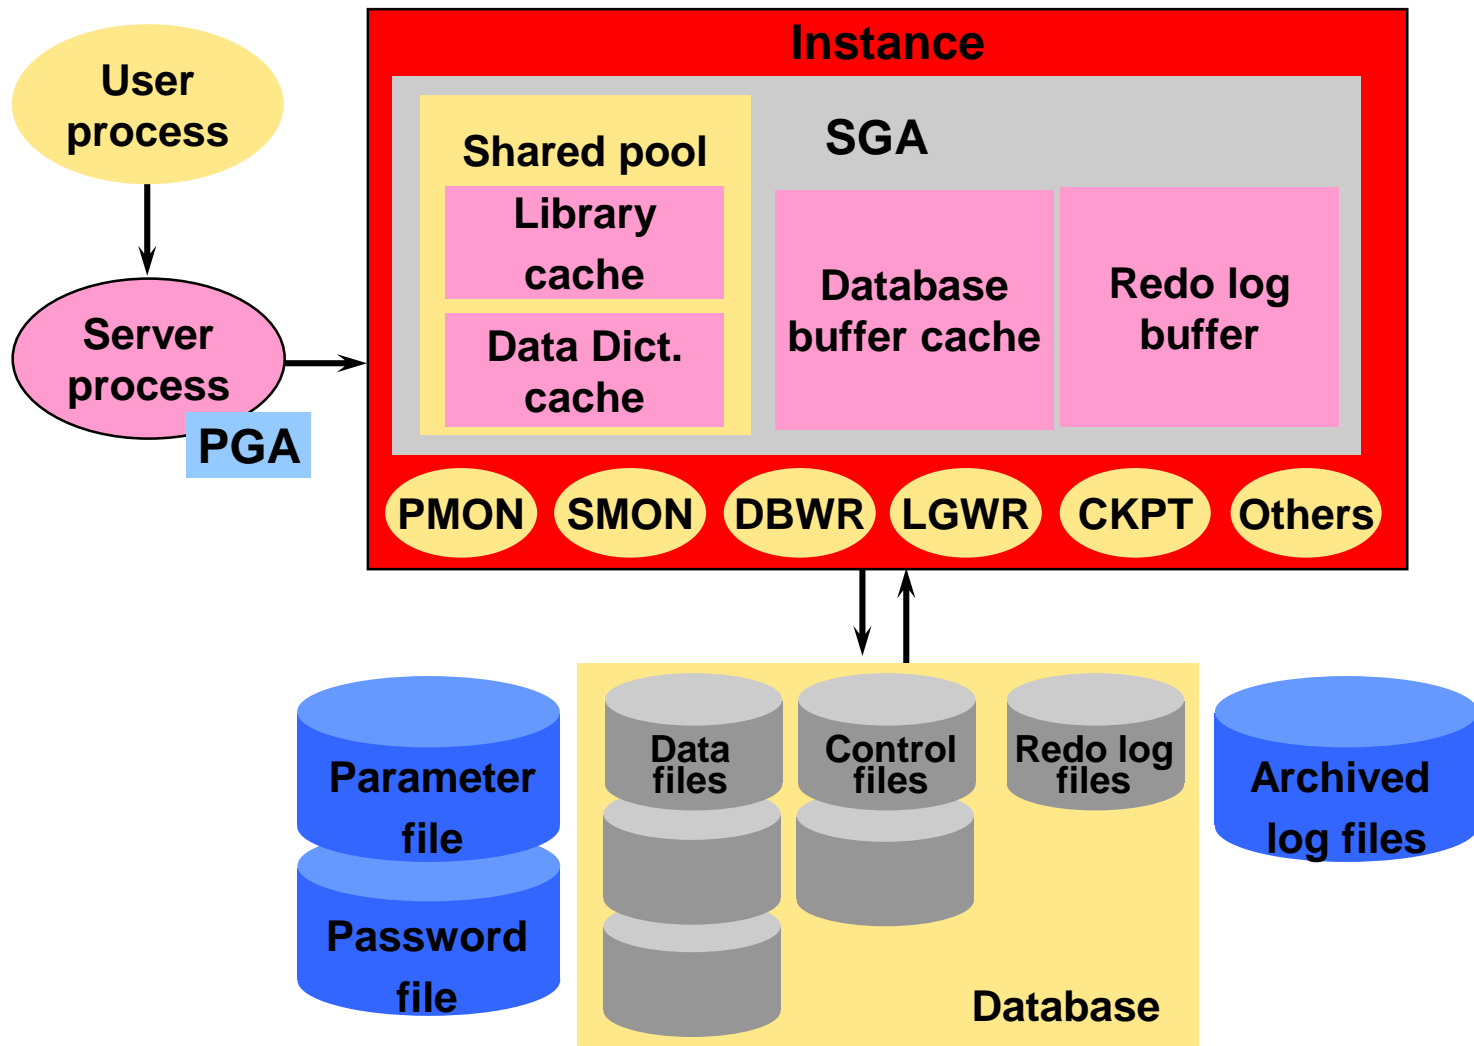 Instance
User
process
SGA
Shared pool
Library
cache
Data Dict.
cache
Database
buffer cache
Redo log
buffer
Server
process
PGA
PMON
SMON
DBWR
LGWR
CKPT
Others
Parameter
file
Password
file
Data
files
Control
files
Redo log
files
Database
Archived
log files